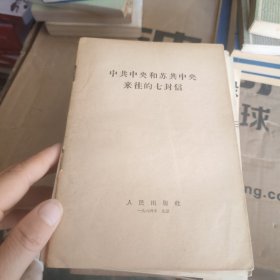 中共中央和苏共中央
来往的七封信
人民出版社
一九六四年 北京
球